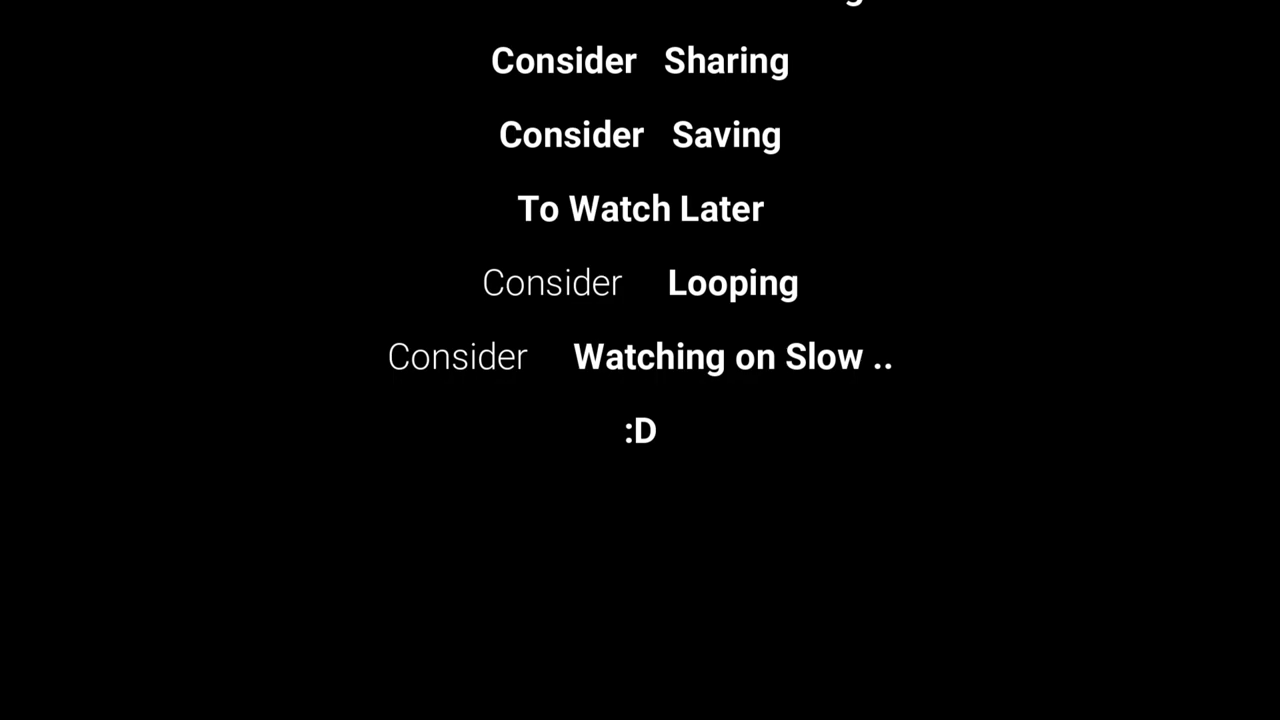 Consider Sharing
Consider Saving
To Watch Later
Consider Looping
Consider Watching on Slow ..
:D